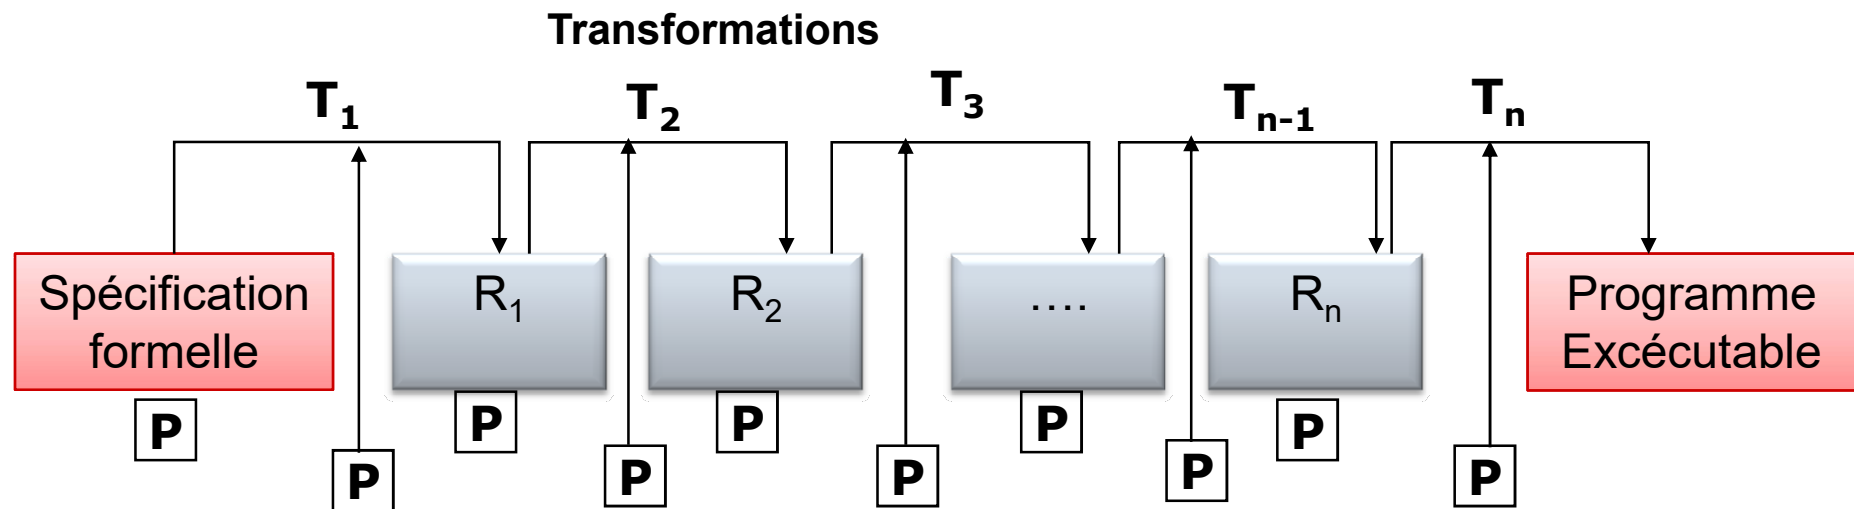 Transformations
T1 T2 T3 Tn-1 Tn
Spécification
formelle
R1
R2
....
Rn
Programme
Excécutable
P P P P P
P P P P P